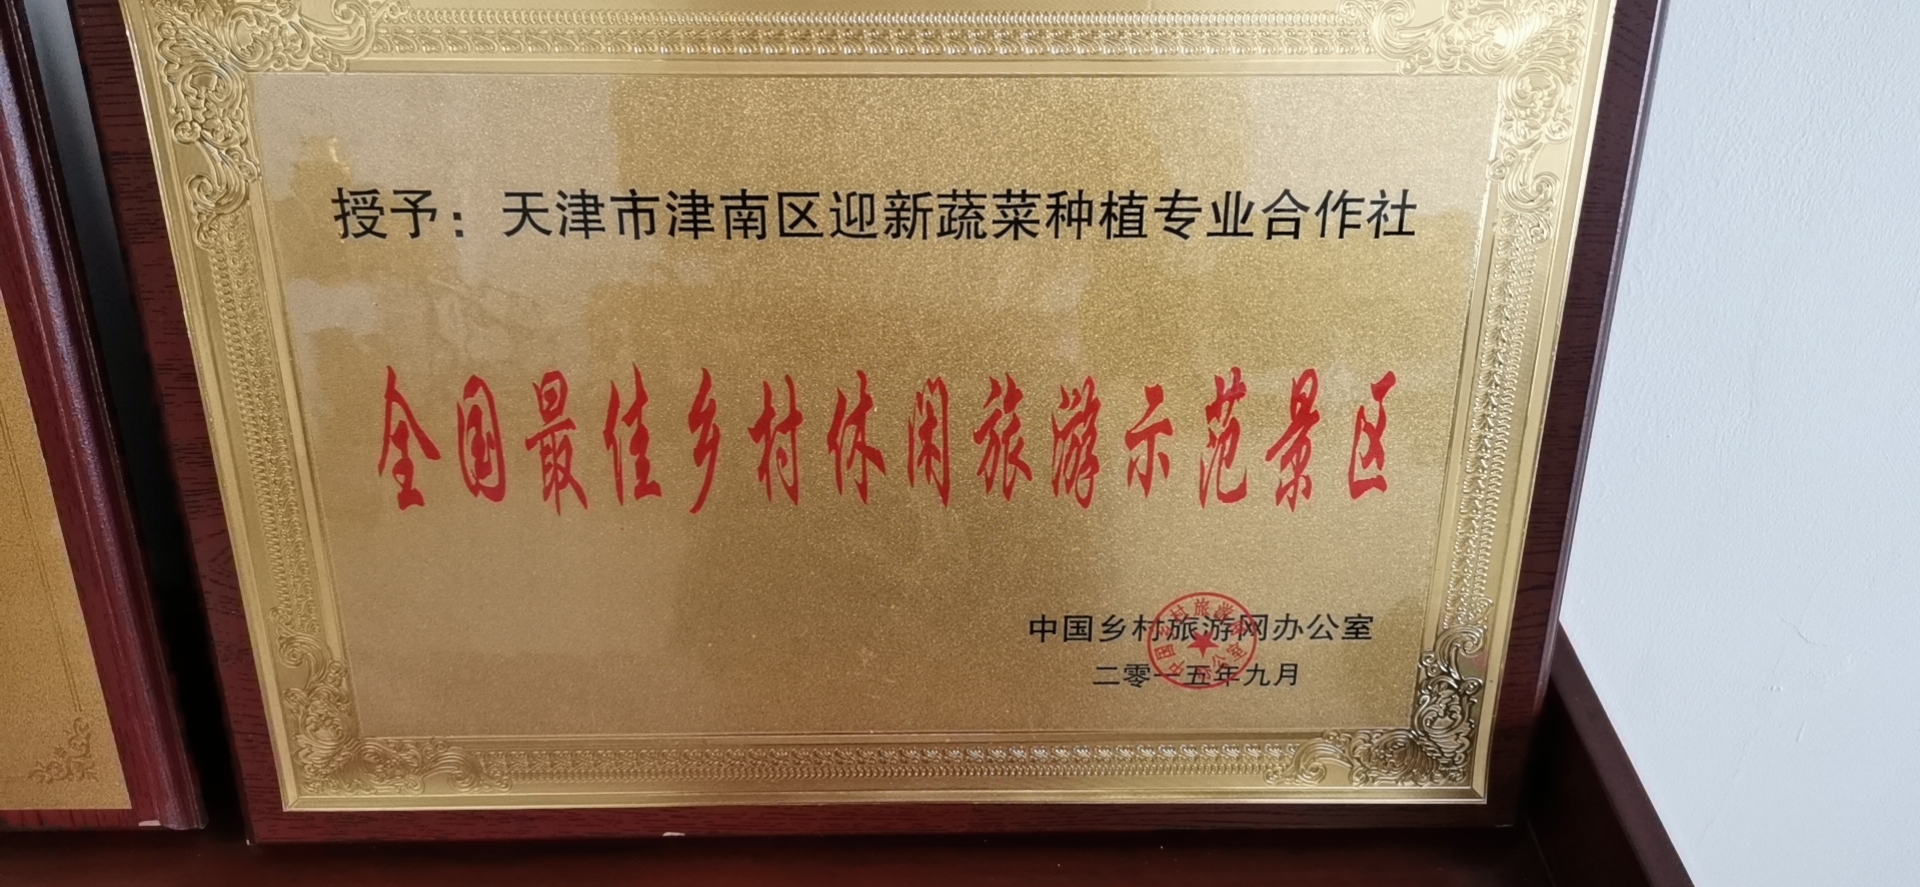 授予：天津市津南区迎新蔬菜种植专业合作社
全国最佳乡村休闲旅游示范景区
中国乡村旅游网办公室
二零一五年九月